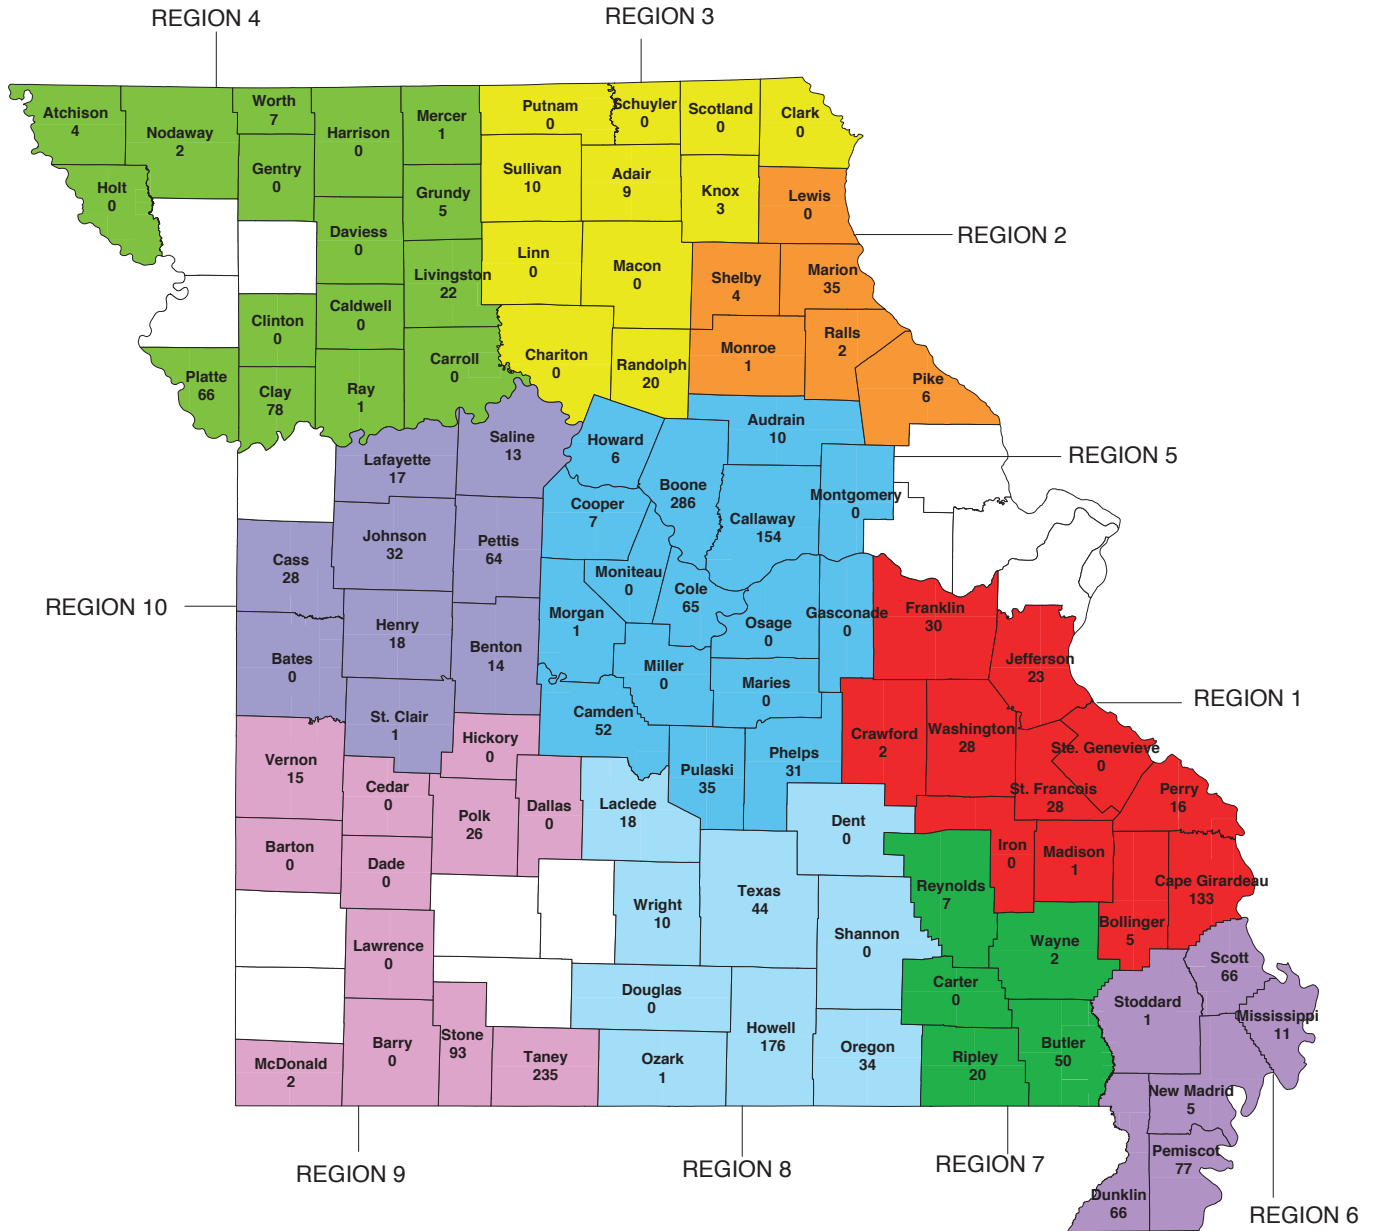 REGION 4
REGION 3
Atchison
4
Nodaway
2
Worth
7
Harrison
0
Mercer
1
Putnam
0
Schuyler
0
Scotland
0
Clark
0
Holt
0
Gentry
0
Grundy
5
Sullivan
10
Adair
9
Knox
3
Lewis
0
REGION 2
Daviess
0
Livingston
22
Linn
0
Macon
0
Shelby
4
Marion
35
Clinton
0
Caldwell
0
Carroll
0
Chariton
0
Randolph
20
Monroe
1
Ralls
2
Pike
6
Platte
66
Clay
78
Ray
1
Lafayette
17
Saline
13
Howard
6
Boone
286
Audrain
10
REGION 5
Montgomery
0
Cooper
7
Callaway
154
Cass
28
Johnson
32
Pettis
64
Moniteau
0
Cole
65
REGION 10
Henry
18
Benton
14
Morgan
1
Osage
0
Gasconade
0
Franklin
30
Bates
0
Miller
0
Maries
0
Jefferson
23
REGION 1
St. Clair
1
Hickory
0
Camden
52
Crawford
2
Washington
28
Ste. Genevieve
0
Vernon
15
Cedar
0
Polk
26
Dallas
0
Laclede
18
Pulaski
35
Phelps
31
St. Francois
28
Perry
16
Barton
0
Dade
0
Dent
0
Iron
0
Madison
1
Cape Girardeau
133
Wright
10
Texas
44
Reynolds
7
Bollinger
5
Lawrence
0
Shannon
0
Wayne
2
Scott
66
Douglas
0
Carter
0
Stoddard
1
Mississippi
11
McDonald
2
Barry
0
Stone
93
Taney
235
Ozark
1
Howell
176
Oregon
34
Ripley
20
Butler
50
New Madrid
5
Pemiscot
77
Dunklin
66
REGION 9
REGION 8
REGION 7
REGION 6